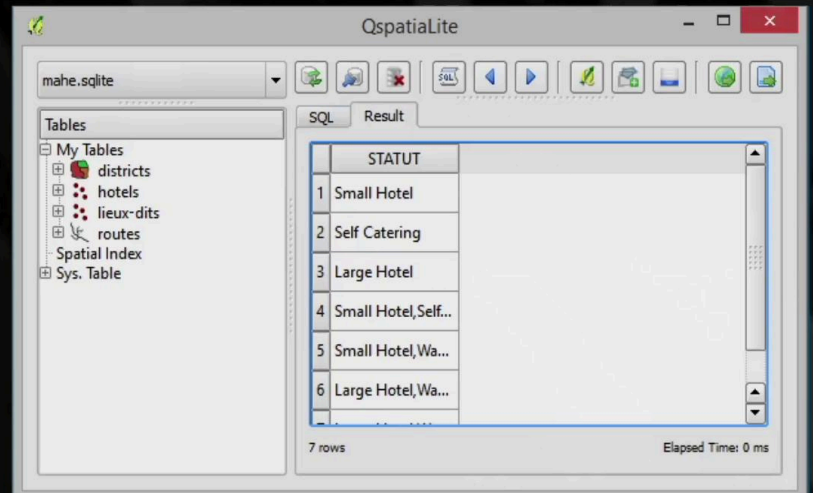 QspatiaLite
mahe.sqlite
SQL
Tables
SQL Result
My Tables
districts
hotels
lieux-dits
routes
Spatial Index
Sys. Table
STATUT
1 Small Hotel
2 Self Catering
3 Large Hotel
4 Small Hotel,Self...
5 Small Hotel,Wa...
6 Large Hotel,Wa...
7 rows
Elapsed Time: 0 ms